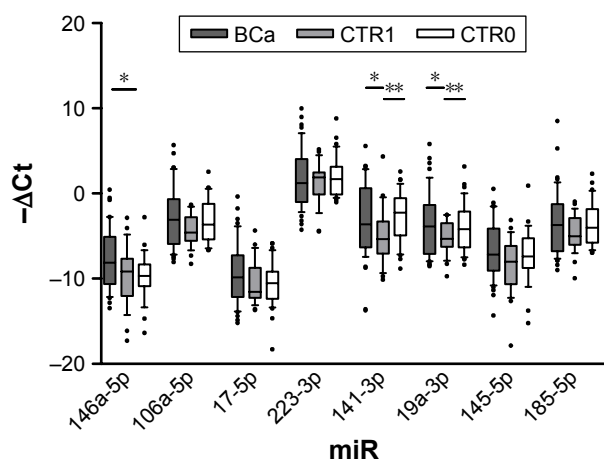 20
BCa CTR1 CTR0
* * ** * **
10
0
–10
–20
–ΔCt
146a-5p 106a-5p 17-5p 223-3p 141-3p 19a-3p 145-5p 185-5p
miR